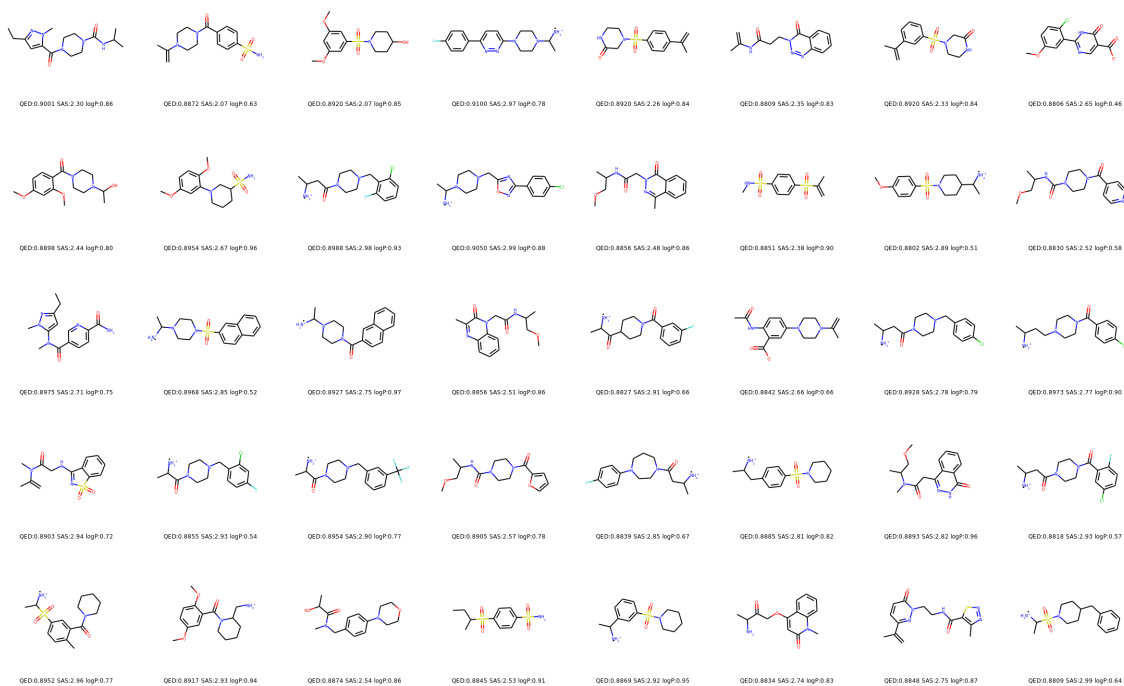 QED:0.9001 SAS:2.30 logP:0.86
QED:0.8872 SAS:2.07 logP:0.63
QED:0.8920 SAS:2.07 logP:0.85
QED:0.9100 SAS:2.97 logP:0.78
QED:0.8920 SAS:2.26 logP:0.84
QED:0.8809 SAS:2.35 logP:0.83
QED:0.8920 SAS:2.33 logP:0.84
QED:0.8806 SAS:2.65 logP:0.46
QED:0.8898 SAS:2.44 logP:0.80
QED:0.8954 SAS:2.67 logP:0.96
QED:0.8988 SAS:2.98 logP:0.93
QED:0.9050 SAS:2.99 logP:0.88
QED:0.8856 SAS:2.48 logP:0.86
QED:0.8851 SAS:2.38 logP:0.90
QED:0.8802 SAS:2.89 logP:0.51
QED:0.8830 SAS:2.52 logP:0.58
QED:0.8975 SAS:2.71 logP:0.75
QED:0.8968 SAS:2.85 logP:0.52
QED:0.8927 SAS:2.75 logP:0.97
QED:0.8856 SAS:2.51 logP:0.86
QED:0.8827 SAS:2.91 logP:0.66
QED:0.8842 SAS:2.66 logP:0.66
QED:0.8928 SAS:2.78 logP:0.79
QED:0.8973 SAS:2.77 logP:0.90
QED:0.8903 SAS:2.94 logP:0.72
QED:0.8855 SAS:2.93 logP:0.54
QED:0.8954 SAS:2.90 logP:0.77
QED:0.8905 SAS:2.57 logP:0.78
QED:0.8839 SAS:2.85 logP:0.67
QED:0.8885 SAS:2.81 logP:0.82
QED:0.8893 SAS:2.82 logP:0.96
QED:0.8818 SAS:2.93 logP:0.57
QED:0.8952 SAS:2.96 logP:0.77
QED:0.8917 SAS:2.93 logP:0.94
QED:0.8874 SAS:2.54 logP:0.86
QED:0.8845 SAS:2.53 logP:0.91
QED:0.8869 SAS:2.92 logP:0.95
QED:0.8834 SAS:2.74 logP:0.83
QED:0.8848 SAS:2.75 logP:0.87
QED:0.8809 SAS:2.99 logP:0.64